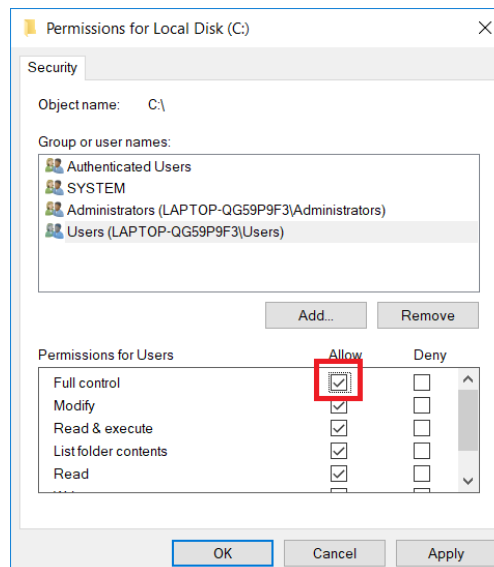 Permissions for Local Disk (C:)
Security
Object name: C:\
Group or user names:
Authenticated Users
SYSTEM
Administrators (LAPTOP-QG59P9F3\Administrators)
Users (LAPTOP-QG59P9F3\Users)
Add... Remove
Permissions for Users Allow Deny
Full control
Modify
Read & execute
List folder contents
Read
OK Cancel Apply